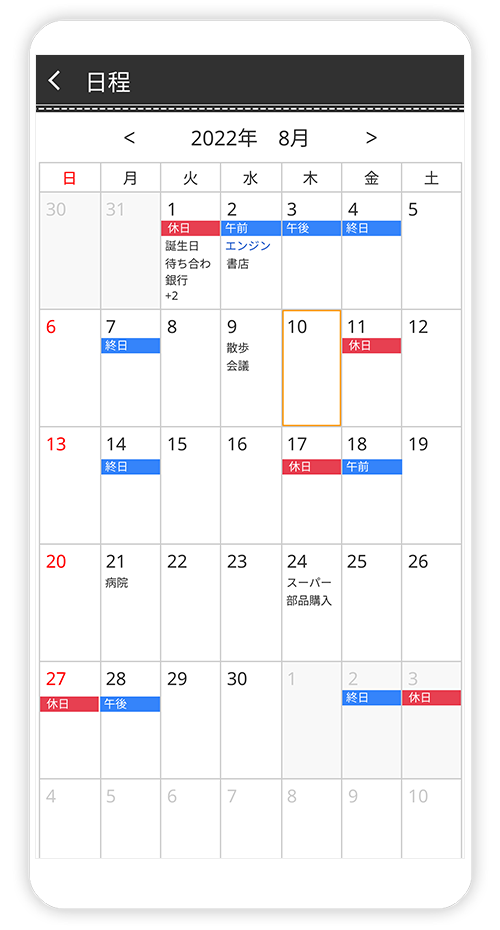 日程
< 2022年 8月 >
日 月 火 水 木 金 土
30 31 1 2 3 4 5
休日 午前 午後 終日
誕生日 エンジン
待ち合わ 書店
銀行
+2
6 7 8 9 10 11 12
終日 散歩 休日
会議
13 14 15 16 17 18 19
終日 休日 午前
20 21 22 23 24 25 26
病院 スーパー
部品購入
27 28 29 30 1 2 3
休日 午後 終日 休日
4 5 6 7 8 9 10